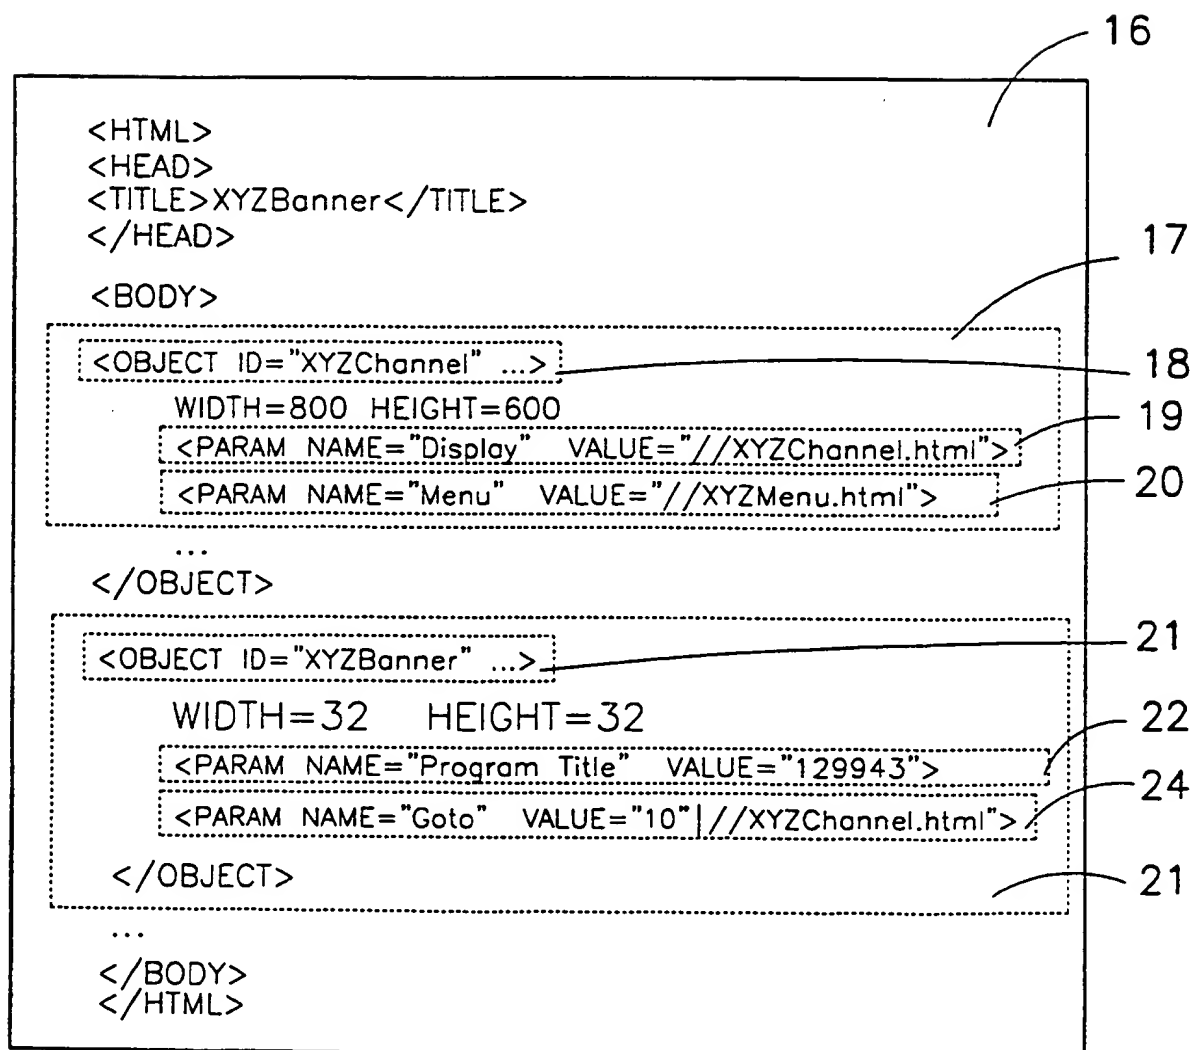 16
<HTML>
<HEAD>
<TITLE>XYZBanner</TITLE>
</HEAD>
17
<BODY>
<OBJECT ID="XYZChannel" ...>
18
WIDTH=800 HEIGHT=600
19
<PARAM NAME="Display" VALUE="//XYZChannel.html">
20
<PARAM NAME="Menu" VALUE="//XYZMenu.html">
...
</OBJECT>
21
<OBJECT ID="XYZBanner" ...>
WIDTH=32 HEIGHT=32
22
<PARAM NAME="Program Title" VALUE="129943">
24
<PARAM NAME="Goto" VALUE="10"|//XYZChannel.html">
</OBJECT>
21
...
</BODY>
</HTML>